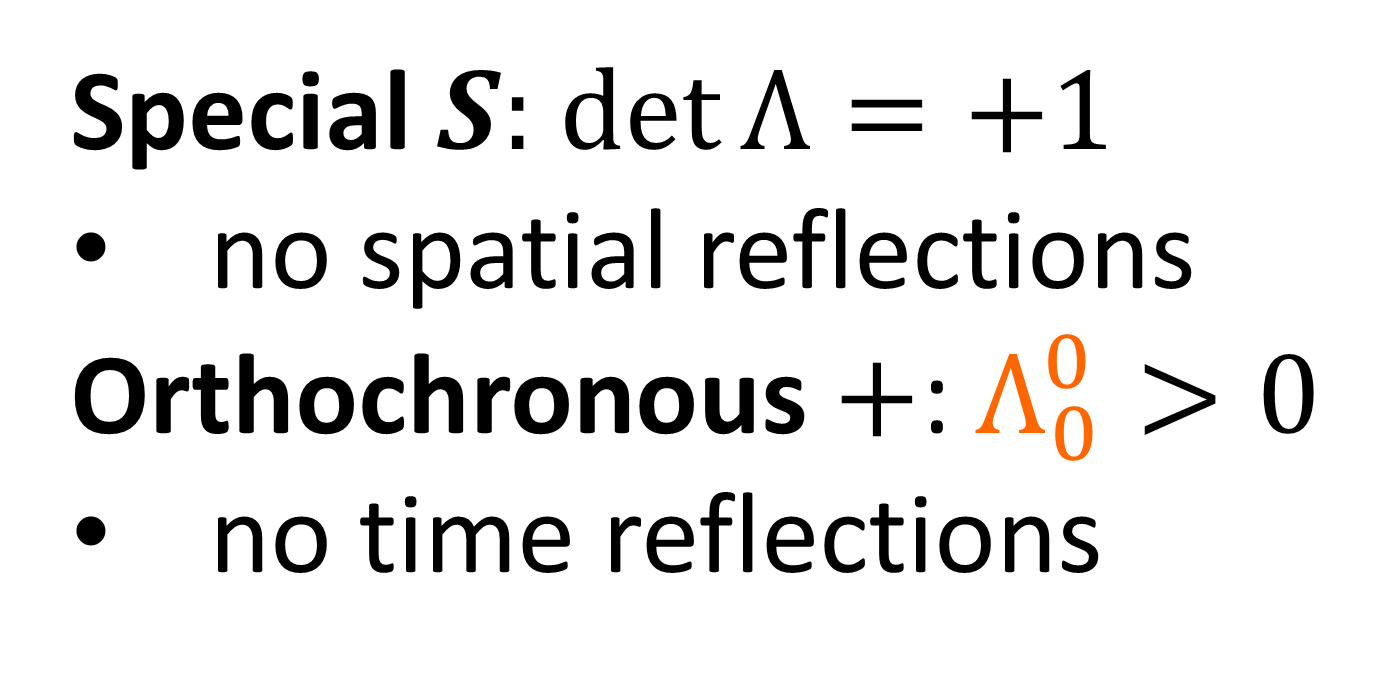 Special S: det Λ = +1
• no spatial reflections
Orthochronous +: Λ⁰₀ > 0
• no time reflections